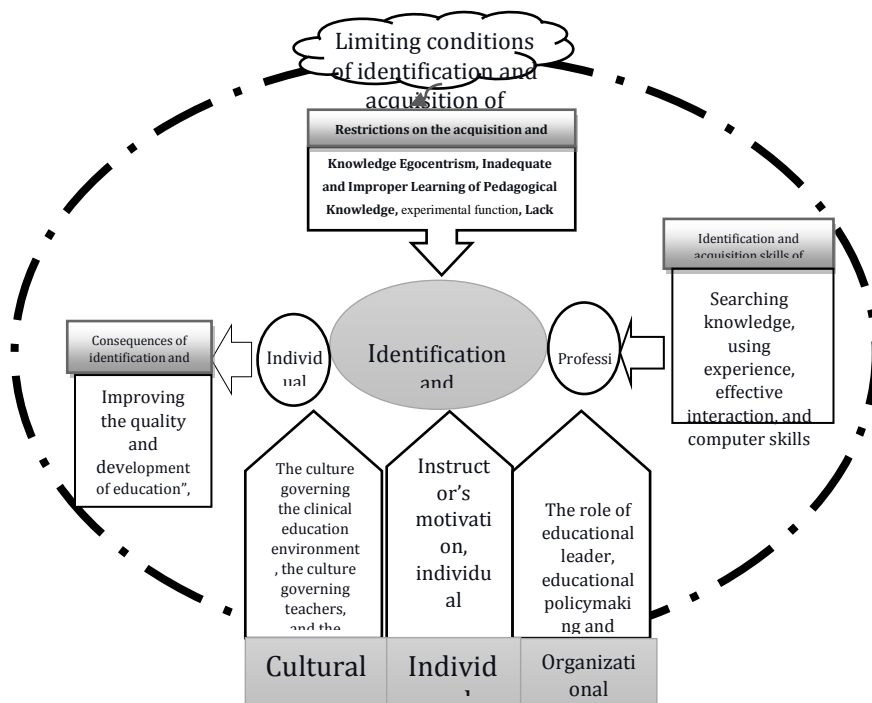 Limiting conditions
of identification and
acquisition of
Restrictions on the acquisition and
Knowledge Egocentrism, Inadequate
and Improper Learning of Pedagogical
Knowledge, experimental function, Lack
Identification and
acquisition skills of
Searching
knowledge,
using
experience,
effective
interaction, and
computer skills
Consequences of
identification and
Improving
the quality
and
development
of education”,
Individ
ual
Identification
and
Professi
The culture
governing
the clinical
education
environment
, the culture
governing
teachers,
and the
Instruct
or’s
motivati
on,
individu
al
The role of
educational
leader,
educational
policymaki
ng and
Cultural
Individ
Organizati
onal